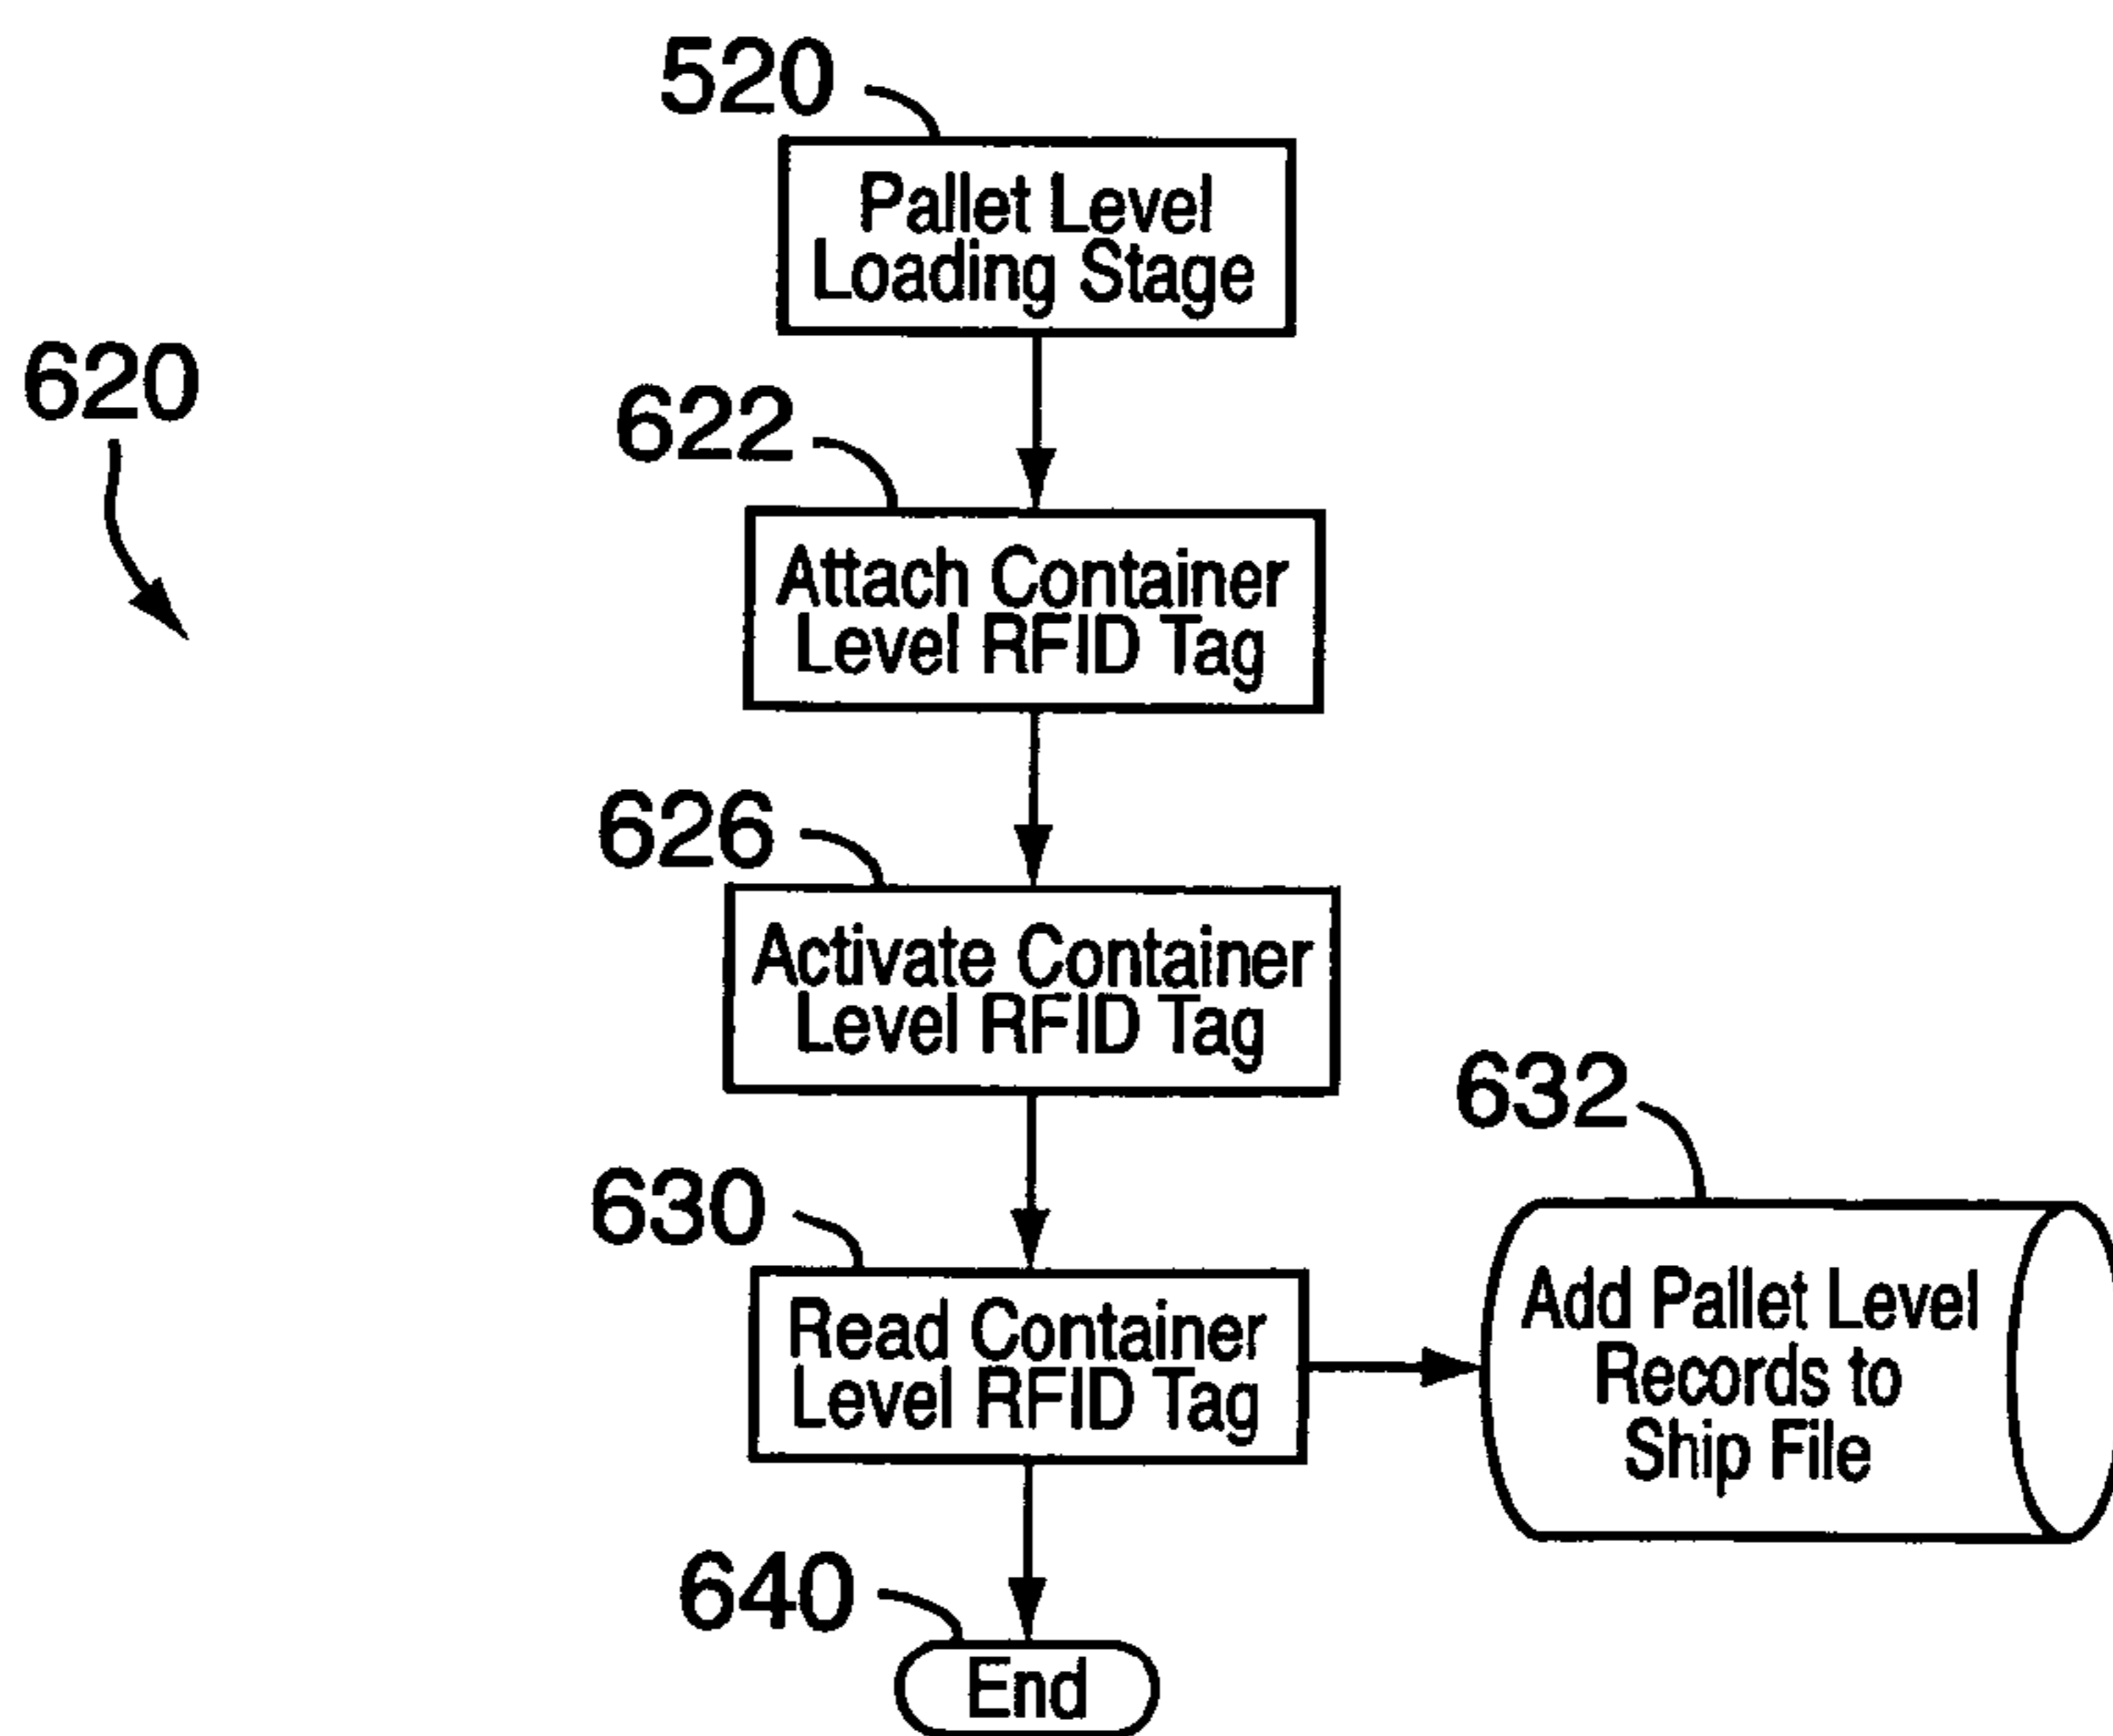 520
Pallet Level
Loading Stage
620
622
Attach Container
Level RFID Tag
626
Activate Container
Level RFID Tag
632
630
Read Container
Level RFID Tag
Add Pallet Level
Records to
Ship File
640
End